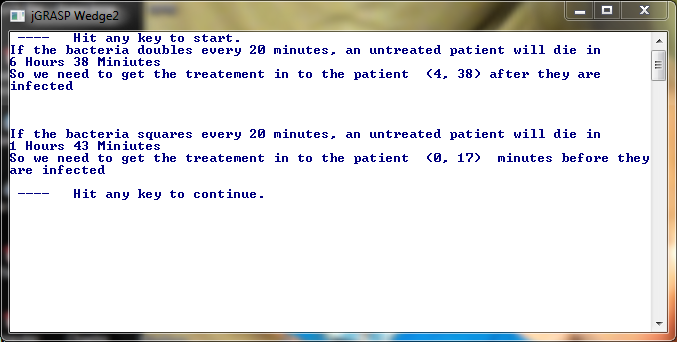 jGRASP Wedge2
----   Hit any key to start.
If the bacteria doubles every 20 minutes, an untreated patient will die in
6 Hours 38 Miniutes
So we need to get the treatement in to the patient  (4, 38) after they are
infected
If the bacteria squares every 20 minutes, an untreated patient will die in
1 Hours 43 Miniutes
So we need to get the treatement in to the patient  (0, 17)  minutes before they
are infected
----   Hit any key to continue.